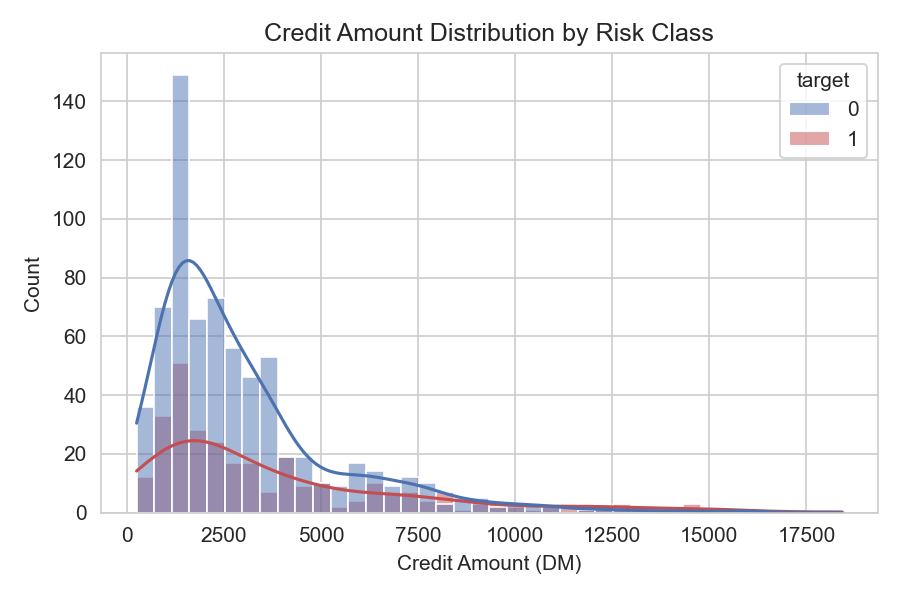 Credit Amount Distribution by Risk Class
target
0
1
140
120
100
80
60
40
20
0
Count
0 2500 5000 7500 10000 12500 15000 17500
Credit Amount (DM)